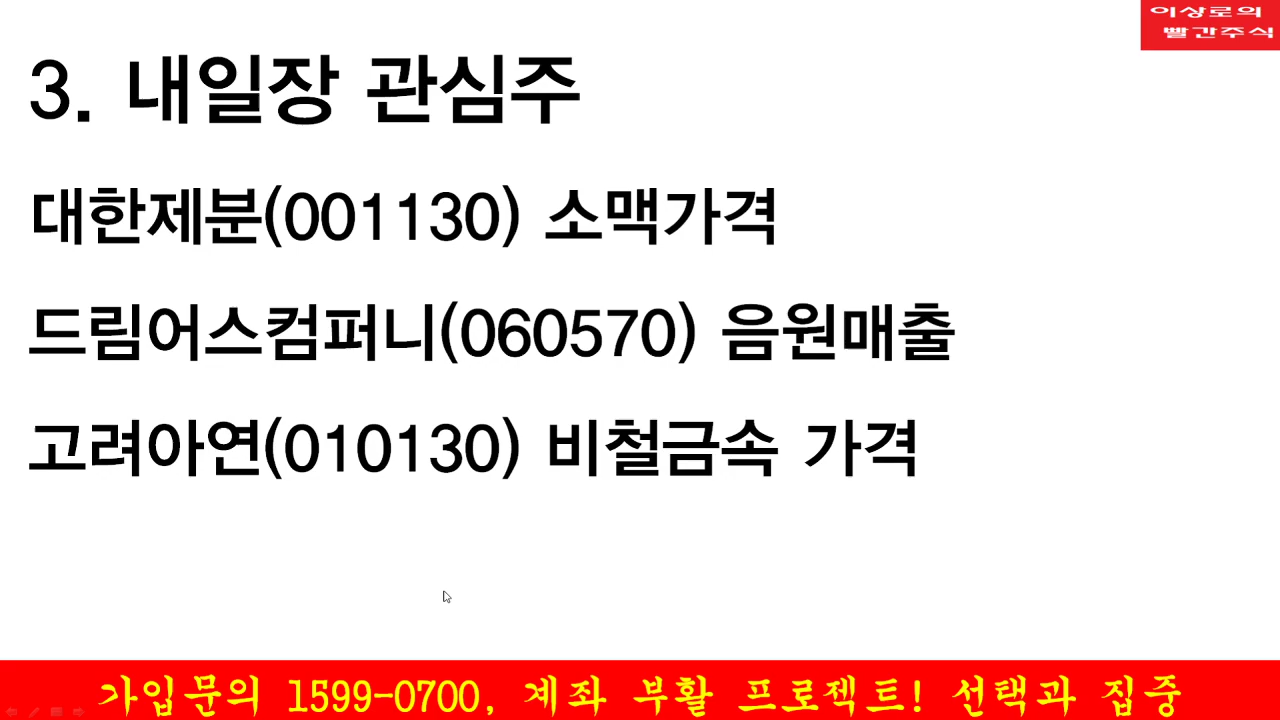 이상로의
빨간주식
3. 내일장 관심주
대한제분(001130) 소맥가격
드림어스컴퍼니(060570) 음원매출
고려아연(010130) 비철금속 가격
가입문의 1599-0700, 계좌 부활 프로젝트! 선택과 집중